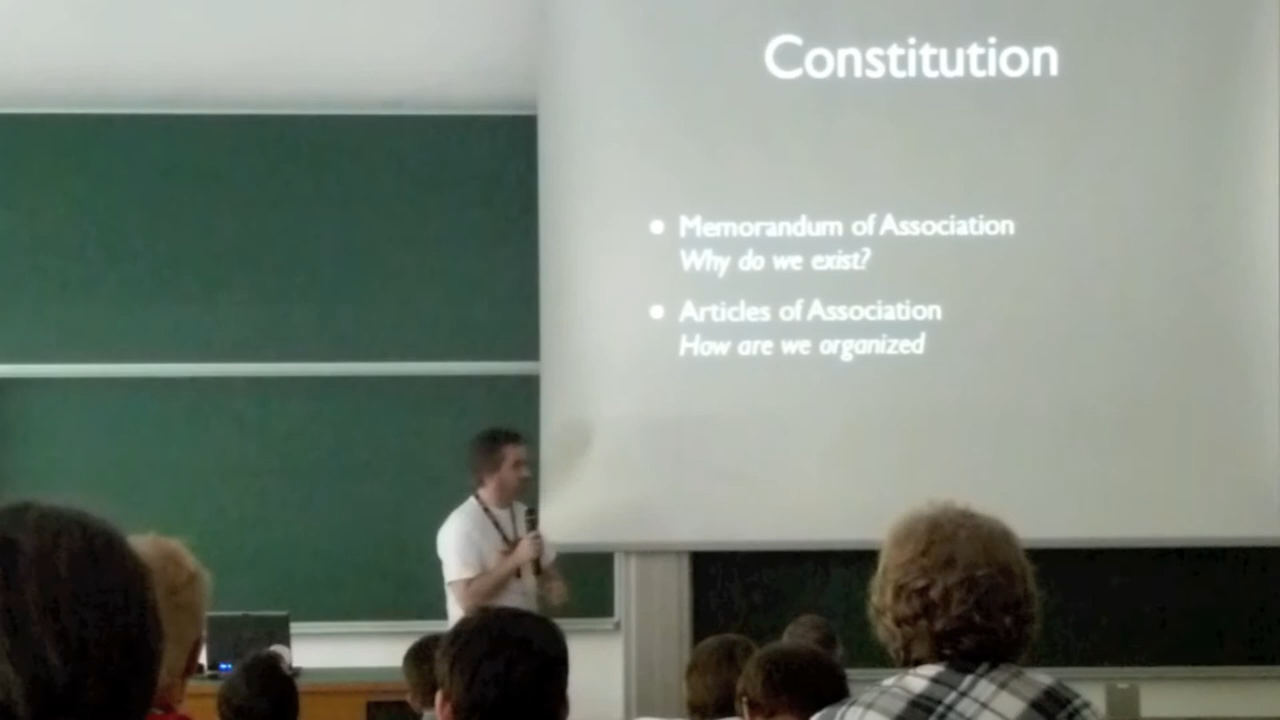 Constitution
Memorandum of Association
Why do we exist?
Articles of Association
How are we organized